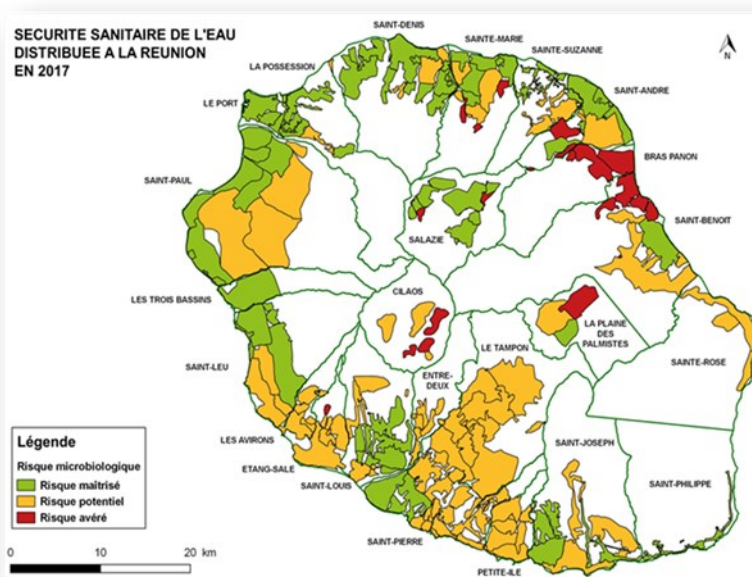 SECURITE SANITAIRE DE L'EAU
DISTRIBUEE A LA REUNION
EN 2017
SAINT-DENIS
SAINTE-MARIE
SAINTE-SUZANNE
N
LA POSSESSION
SAINT-ANDRE
LE PORT
BRAS PANON
SAINT-PAUL
SAINT-BENOIT
SALAZIE
CILAOS
LES TROIS BASSINS
LA PLAINE
DES
PALMISTES
LE TAMPON
SAINTE-ROSE
SAINT-LEU
ENTRE-
DEUX
LES AVIRONS
SAINT-JOSEPH
ETANG-SALE
SAINT-PHILIPPE
SAINT-LOUIS
SAINT-PIERRE
PETITE-ILE
Légende
Risque microbiologique
Risque maîtrisé
Risque potentiel
Risque avéré
0 10 20 km